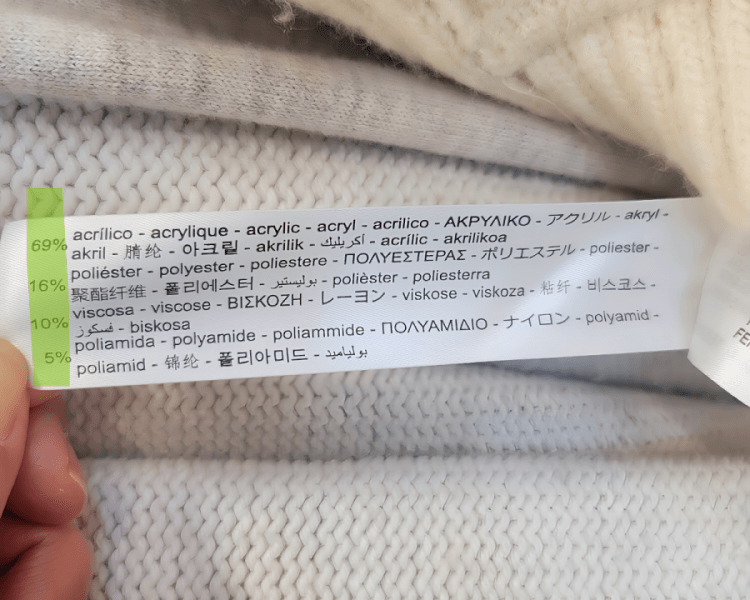 acrílico - acrylique - acrylic - acryl - acrilico - ΑΚΡΥΛΙΚΟ - アクリル - akryl -
69% akril - 腈纶 - 아크릴 - akrilik - أكريليك - acrílic - akrilikoa
poliéster - polyester - poliestere - ΠΟΛΥΕΣΤΕΡΑΣ - ポリエステル - poliester -
16% 聚酯纤维 - 폴리에스터 - بوليستير - polièster - poliesterra
viscosa - viscose - ΒΙΣΚΟΖΗ - レーヨン - viskose - viskoza - 粘纤 - 비스코스 -
10% فسكوز - biskosa
poliamida - polyamide - poliammide - ΠΟΛΥΑΜΙΔΙΟ - ナイロン - polyamid -
5% poliamid - 锦纶 - 폴리아미드 - بولياميد